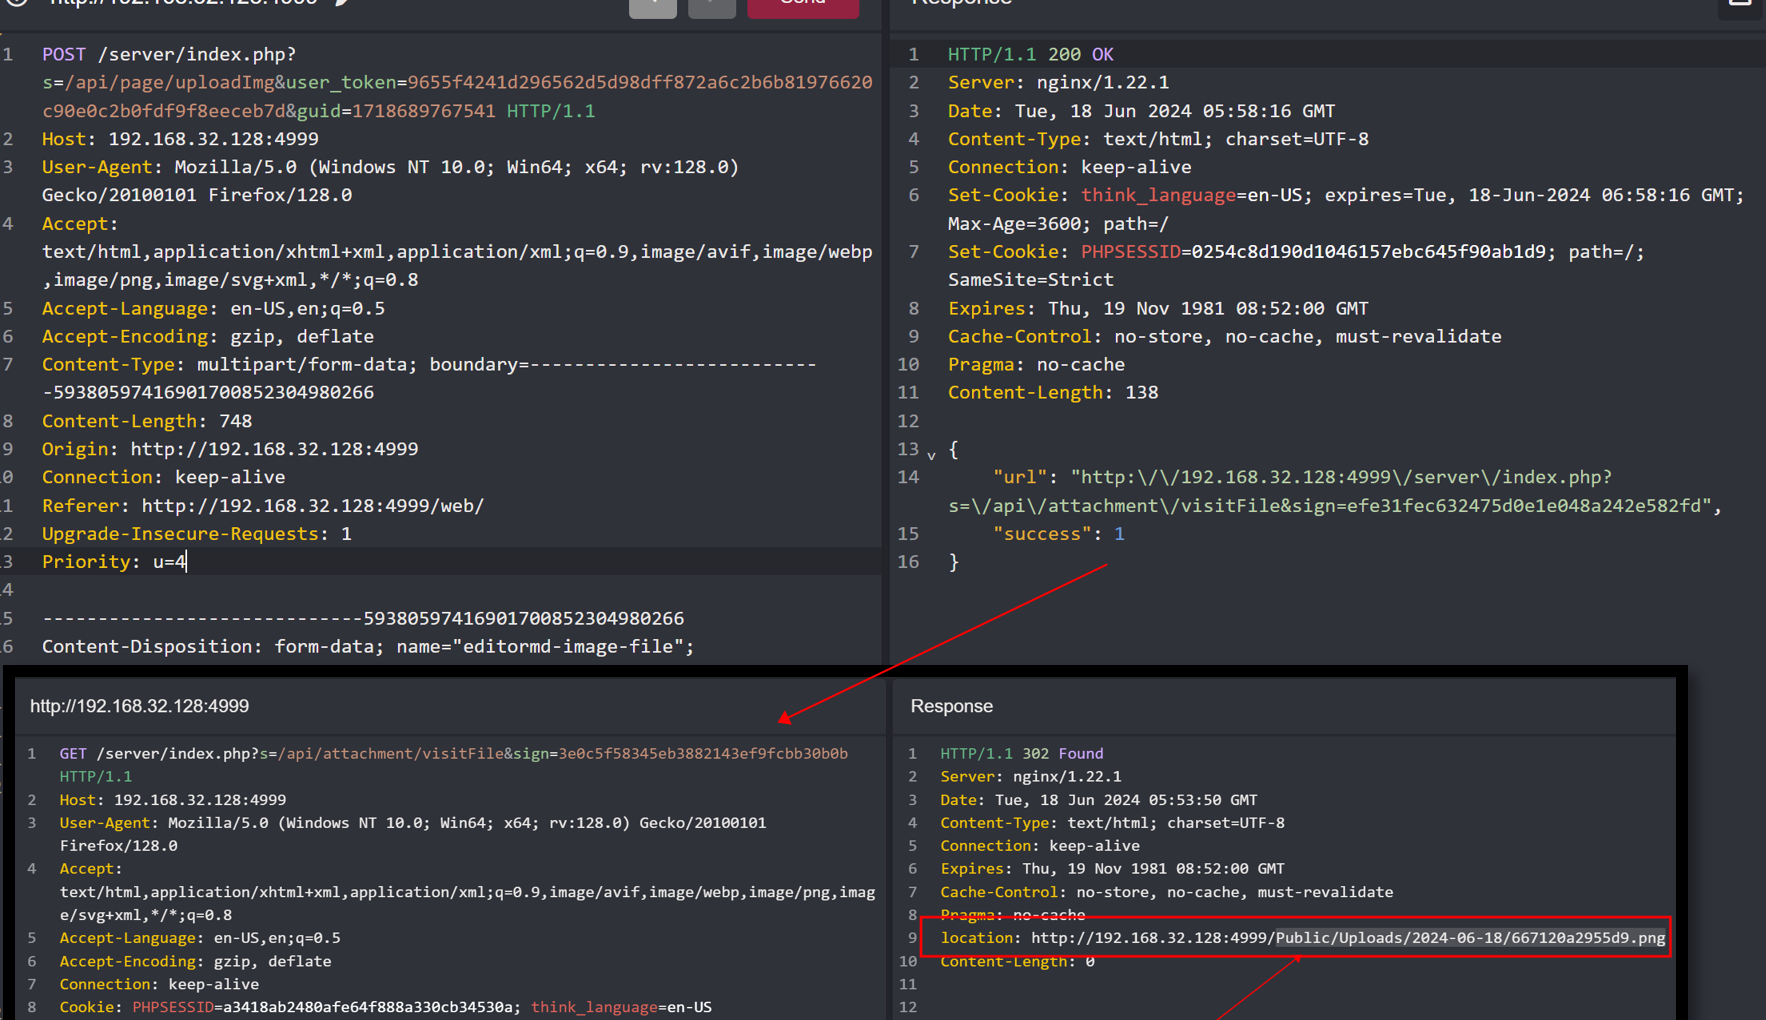 http://192.168.32.128:4999
Send
1 POST /server/index.php?
s=/api/page/uploadImg&user_token=9655f4241d296562d5d98dff872a6c2b6b81976620
c90e0c2b0fdf9f8eeceb7d&guid=1718689767541 HTTP/1.1
2 Host: 192.168.32.128:4999
3 User-Agent: Mozilla/5.0 (Windows NT 10.0; Win64; x64; rv:128.0)
Gecko/20100101 Firefox/128.0
4 Accept:
text/html,application/xhtml+xml,application/xml;q=0.9,image/avif,image/webp
,image/png,image/svg+xml,*/*;q=0.8
5 Accept-Language: en-US,en;q=0.5
6 Accept-Encoding: gzip, deflate
7 Content-Type: multipart/form-data; boundary=--------------------------
-593805974169017008523049802​66
8 Content-Length: 748
9 Origin: http://192.168.32.128:4999
0 Connection: keep-alive
1 Referer: http://192.168.32.128:4999/web/
2 Upgrade-Insecure-Requests: 1
3 Priority: u=4
4
5 -----------------------------59380597416901700852304980266
6 Content-Disposition: form-data; name="editormd-image-file";
Response
1 HTTP/1.1 200 OK
2 Server: nginx/1.22.1
3 Date: Tue, 18 Jun 2024 05:58:16 GMT
4 Content-Type: text/html; charset=UTF-8
5 Connection: keep-alive
6 Set-Cookie: think_language=en-US; expires=Tue, 18-Jun-2024 06:58:16 GMT;
Max-Age=3600; path=/
7 Set-Cookie: PHPSESSID=0254c8d190d1046157ebc645f90ab1d9; path=/;
SameSite=Strict
8 Expires: Thu, 19 Nov 1981 08:52:00 GMT
9 Cache-Control: no-store, no-cache, must-revalidate
10 Pragma: no-cache
11 Content-Length: 138
12
13 {
14 "url": "http:\/\/192.168.32.128:4999\/server\/index.php?
s=\/api\/attachment\/visitFile&sign=efe31fec632475d0e1e048a242e582fd",
15 "success": 1
16 }
http://192.168.32.128:4999
1 GET /server/index.php?s=/api/attachment/visitFile&sign=3e0c5f58345eb3882143ef9fcbb30b0b
HTTP/1.1
2 Host: 192.168.32.128:4999
3 User-Agent: Mozilla/5.0 (Windows NT 10.0; Win64; x64; rv:128.0) Gecko/20100101
Firefox/128.0
4 Accept:
text/html,application/xhtml+xml,application/xml;q=0.9,image/avif,image/webp,image/png,imag
e/svg+xml,*/*;q=0.8
5 Accept-Language: en-US,en;q=0.5
6 Accept-Encoding: gzip, deflate
7 Connection: keep-alive
8 Cookie: PHPSESSID=a3418ab2480afe64f888a330cb34530a; think_language=en-US
Response
1 HTTP/1.1 302 Found
2 Server: nginx/1.22.1
3 Date: Tue, 18 Jun 2024 05:53:50 GMT
4 Content-Type: text/html; charset=UTF-8
5 Connection: keep-alive
6 Expires: Thu, 19 Nov 1981 08:52:00 GMT
7 Cache-Control: no-store, no-cache, must-revalidate
8 Pragma: no-cache
9 location: http://192.168.32.128:4999/Public/Uploads/2024-06-18/667120a2955d9.png
10 Content-Length: 0
11
12